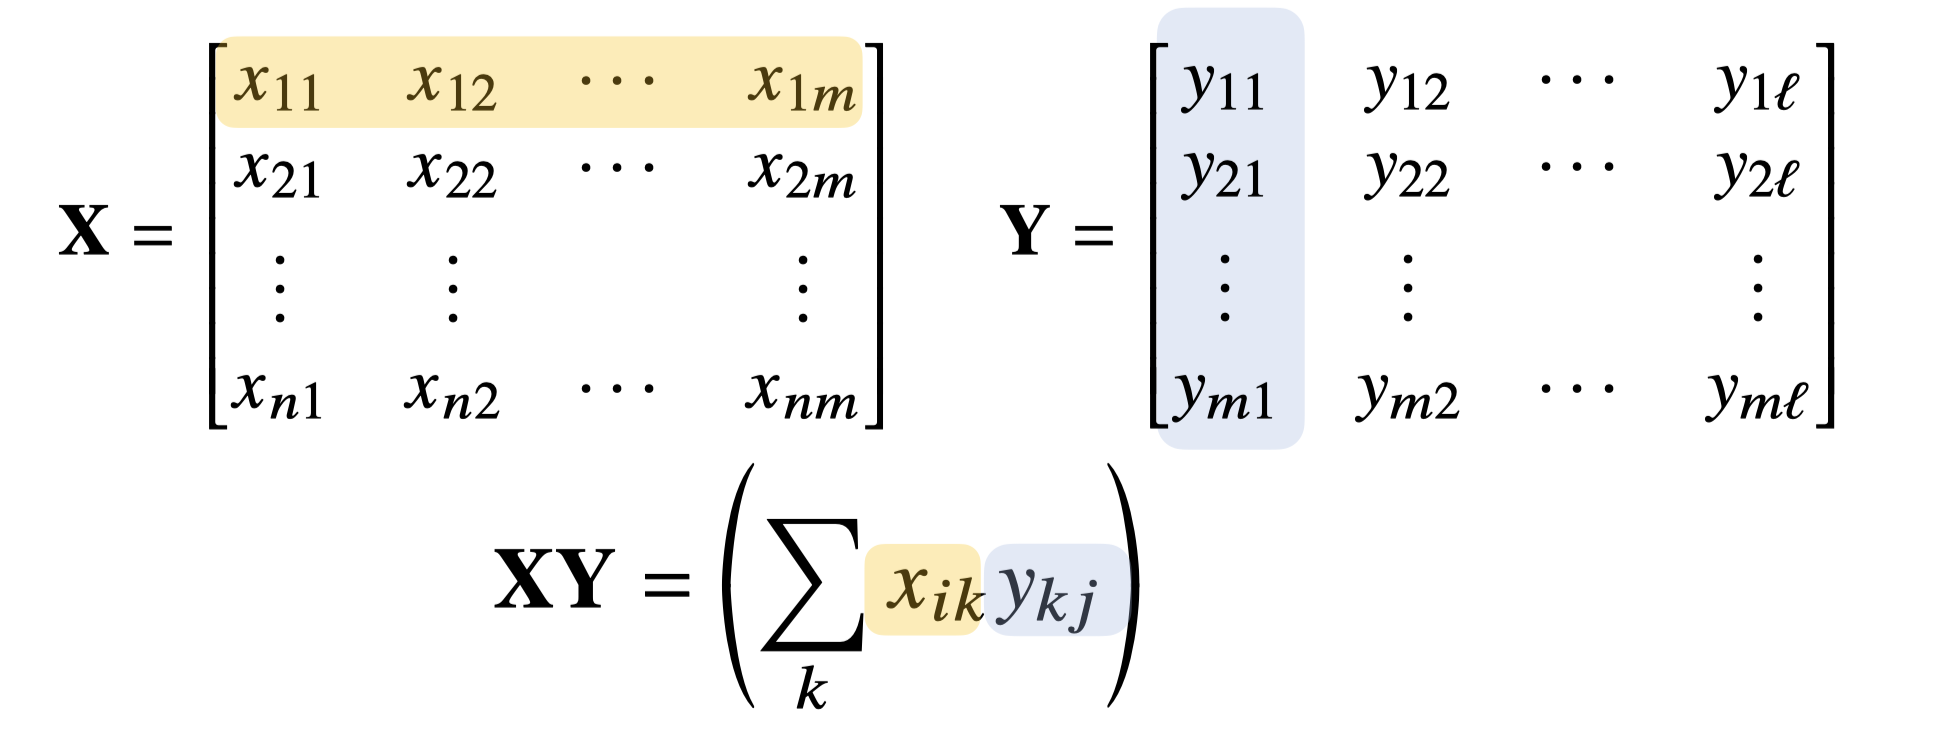 X = [ x₁₁ x₁₂ ⋯ x₁ₘ
x₂₁ x₂₂ ⋯ x₂ₘ
⋮ ⋮ ⋮
xₙ₁ xₙ₂ ⋯ xₙₘ ]
Y = [ y₁₁ y₁₂ ⋯ y₁ℓ
y₂₁ y₂₂ ⋯ y₂ℓ
⋮ ⋮ ⋮
yₘ₁ yₘ₂ ⋯ yₘℓ ]
XY = ( ∑ₖ xᵢₖ yₖⱼ )